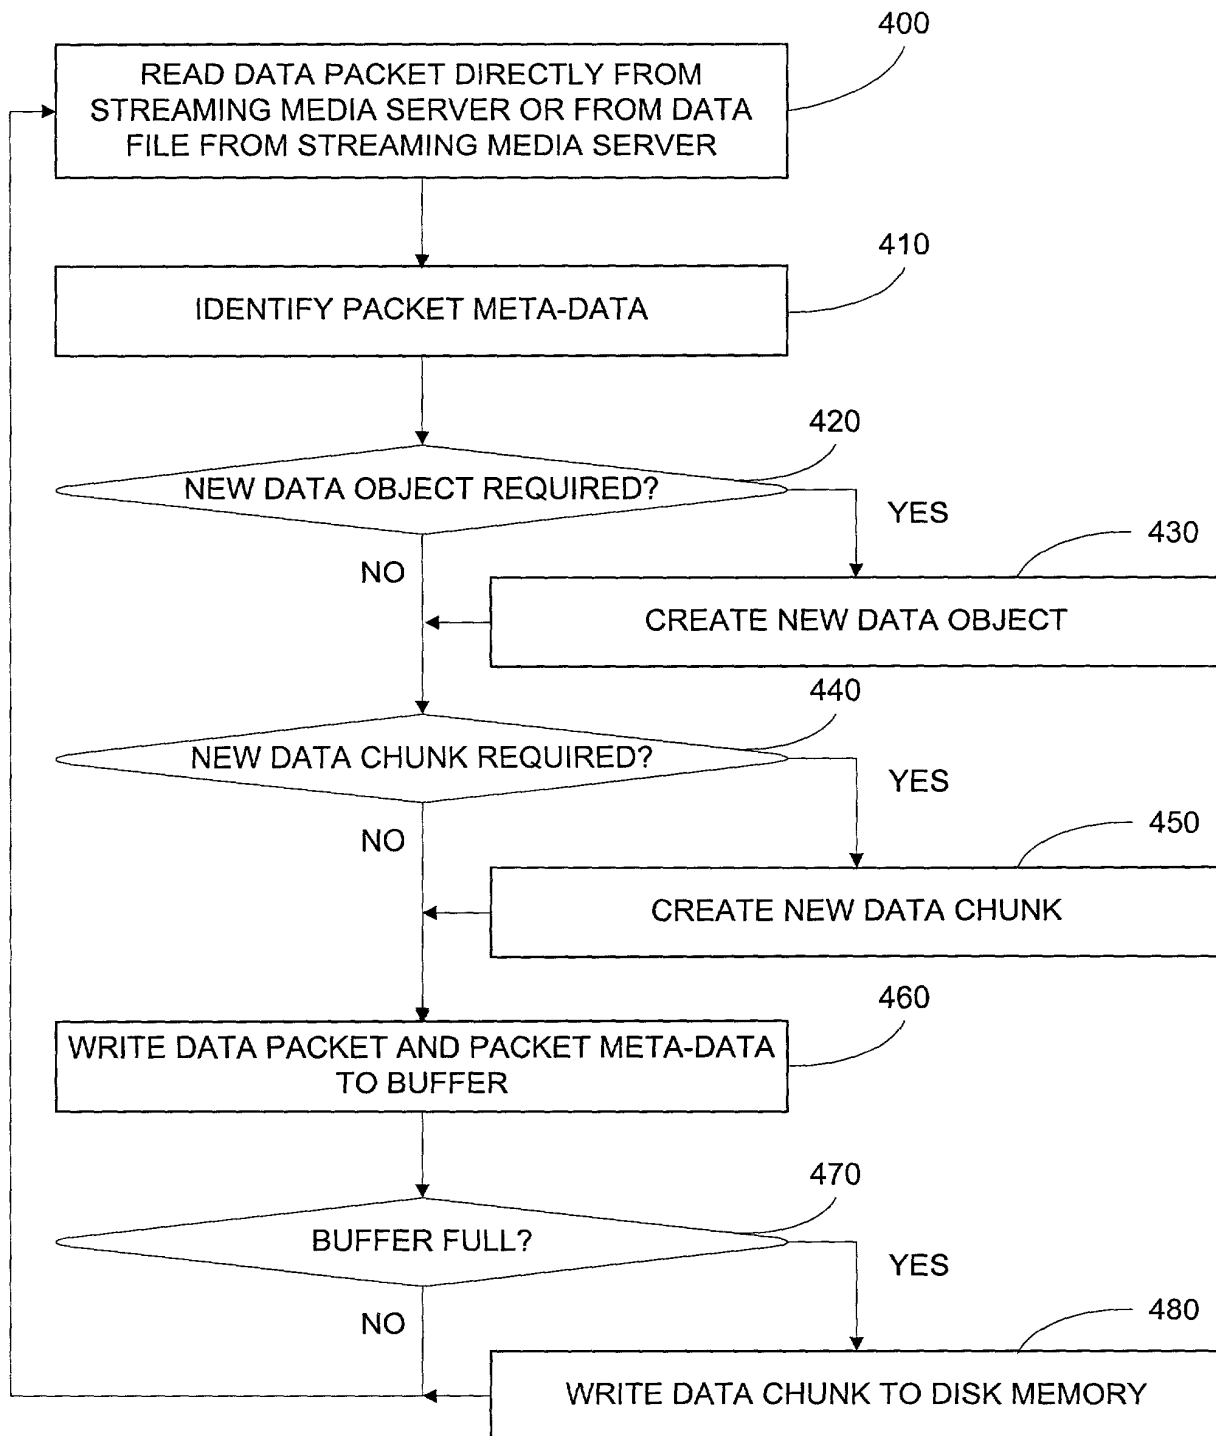 400
READ DATA PACKET DIRECTLY FROM
STREAMING MEDIA SERVER OR FROM DATA
FILE FROM STREAMING MEDIA SERVER
410
IDENTIFY PACKET META-DATA
420
NEW DATA OBJECT REQUIRED?
YES
430
NO
CREATE NEW DATA OBJECT
440
NEW DATA CHUNK REQUIRED?
YES
450
NO
CREATE NEW DATA CHUNK
460
WRITE DATA PACKET AND PACKET META-DATA
TO BUFFER
470
BUFFER FULL?
YES
480
NO
WRITE DATA CHUNK TO DISK MEMORY